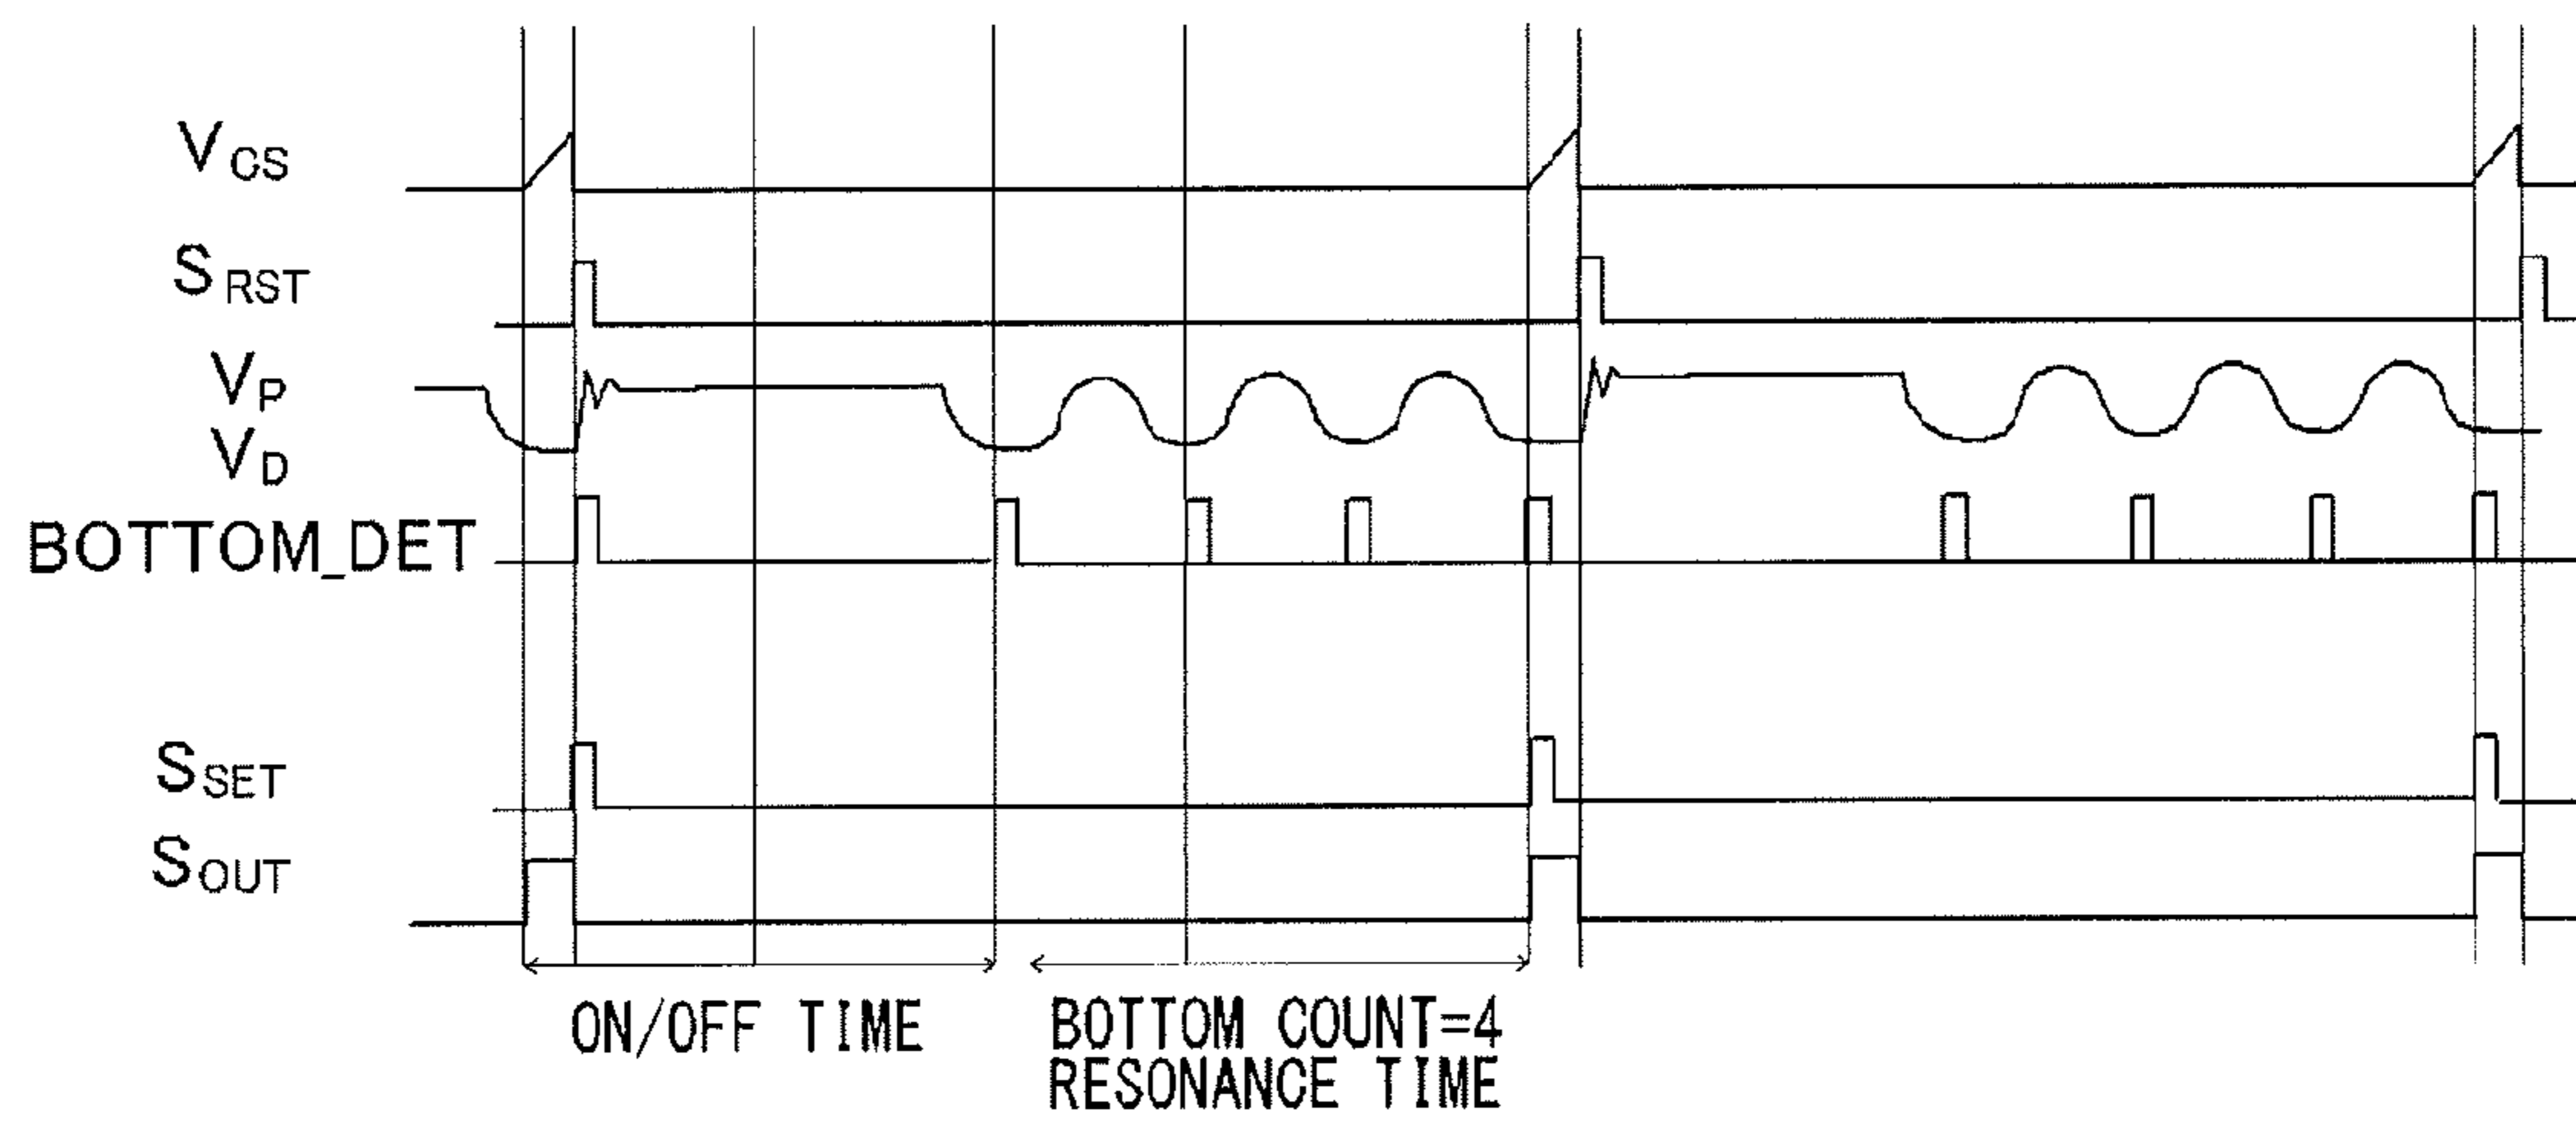 VCS
SRST
VP
VD
BOTTOM_DET
SSET
SOUT
ON/OFF TIME
BOTTOM COUNT=4
RESONANCE TIME